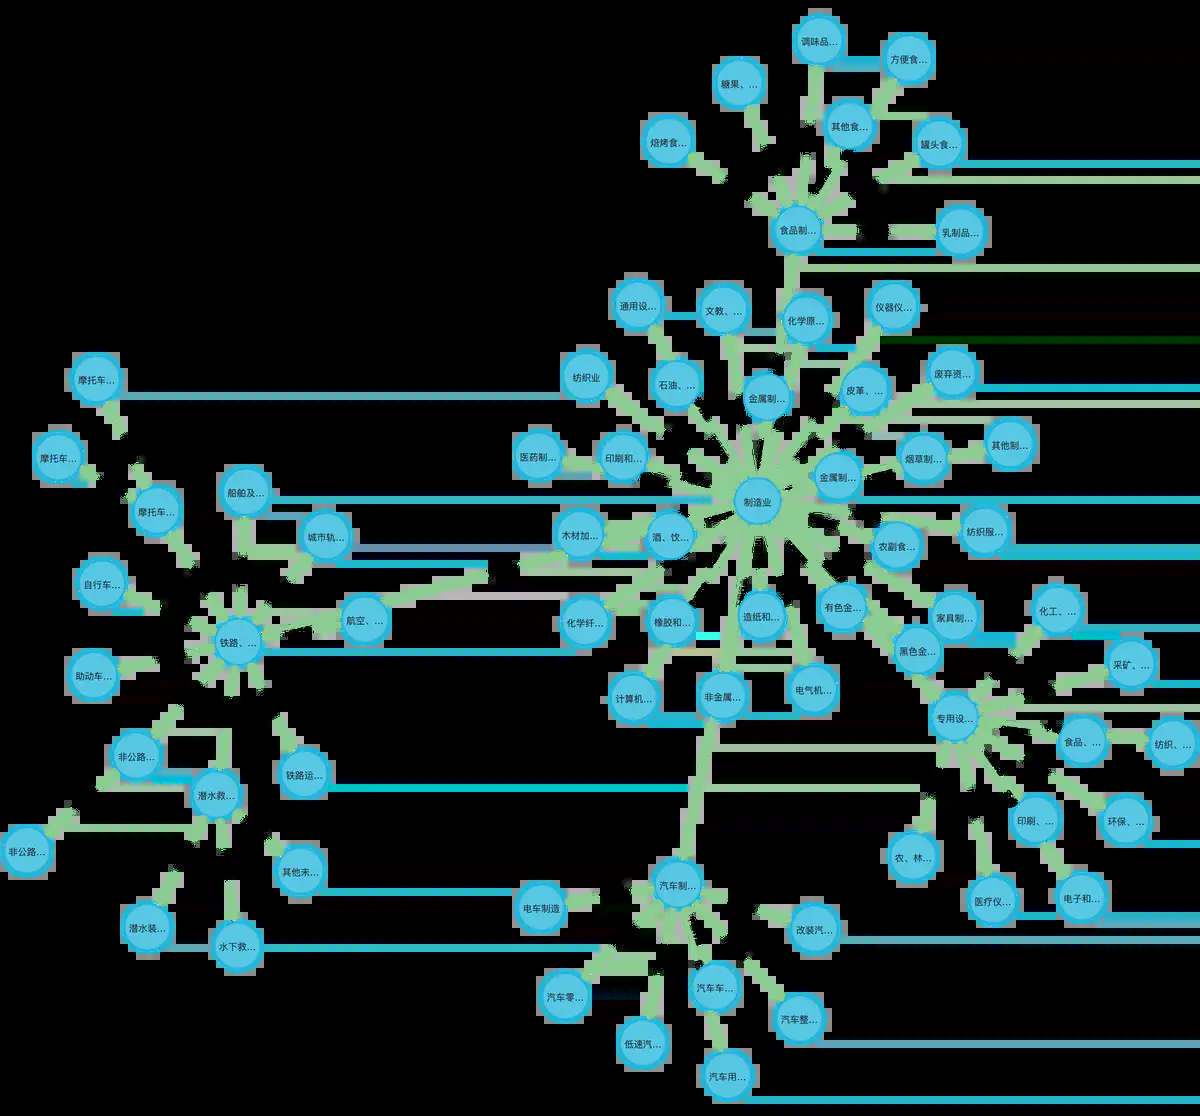 调味品…
方便食…
糖果、…
其他食…
焙烤食…
罐头食…
食品制…
乳制品…
通用设…
文教、…
化学原…
仪器仪…
摩托车…
纺织业
石油、…
金属制…
皮革、…
废弃资…
摩托车…
医药制…
印刷和…
金属制…
烟草制…
其他制…
摩托车…
船舶及…
制造业
城市轨…
木材加…
酒、饮…
农副食…
纺织服…
自行车…
铁路、…
航空、…
化学纤…
橡胶和…
造纸和…
有色金…
家具制…
化工、…
助动车…
黑色金…
采矿、…
计算机…
非金属…
电气机…
专用设…
非公路…
铁路运…
食品、…
纺织、…
潜水救…
印刷、…
环保、…
非公路…
其他未…
农、林…
汽车制…
电车制造
医疗仪…
电子和…
潜水装…
水下救…
改装汽…
汽车零…
汽车车…
汽车整…
低速汽…
汽车用…